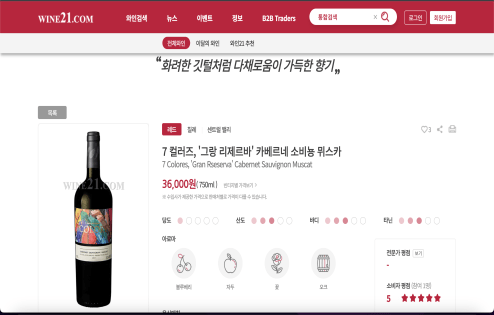 WINE21.COM
와인검색 뉴스 이벤트 정보 B2B Traders
통합검색
로그인 회원가입
전체와인 이달의 와인 와인21 추천
“화려한 깃털처럼 다채로움이 가득한 향기”
목록
레드 칠레 센트럴 밸리
3
7 컬러즈, '그랑 리제르바' 카베르네 소비뇽 뮈스카
7 Colores, 'Gran Rseserva' Cabernet Sauvignon Muscat
36,000원 (750ml)
당도 산도 바디 타닌
아로마
블루베리 자두 꽃 오크
전문가 평점 보기
-
소비자 평점
5
WINE21.COM